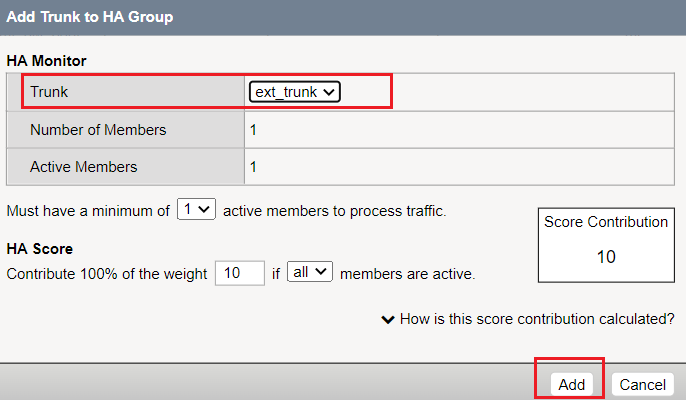 Add Trunk to HA Group
HA Monitor
Trunk ext_trunk
Number of Members 1
Active Members 1
Must have a minimum of 1 active members to process traffic.
Score Contribution
10
HA Score
Contribute 100% of the weight 10 if all members are active.
How is this score contribution calculated?
Add Cancel